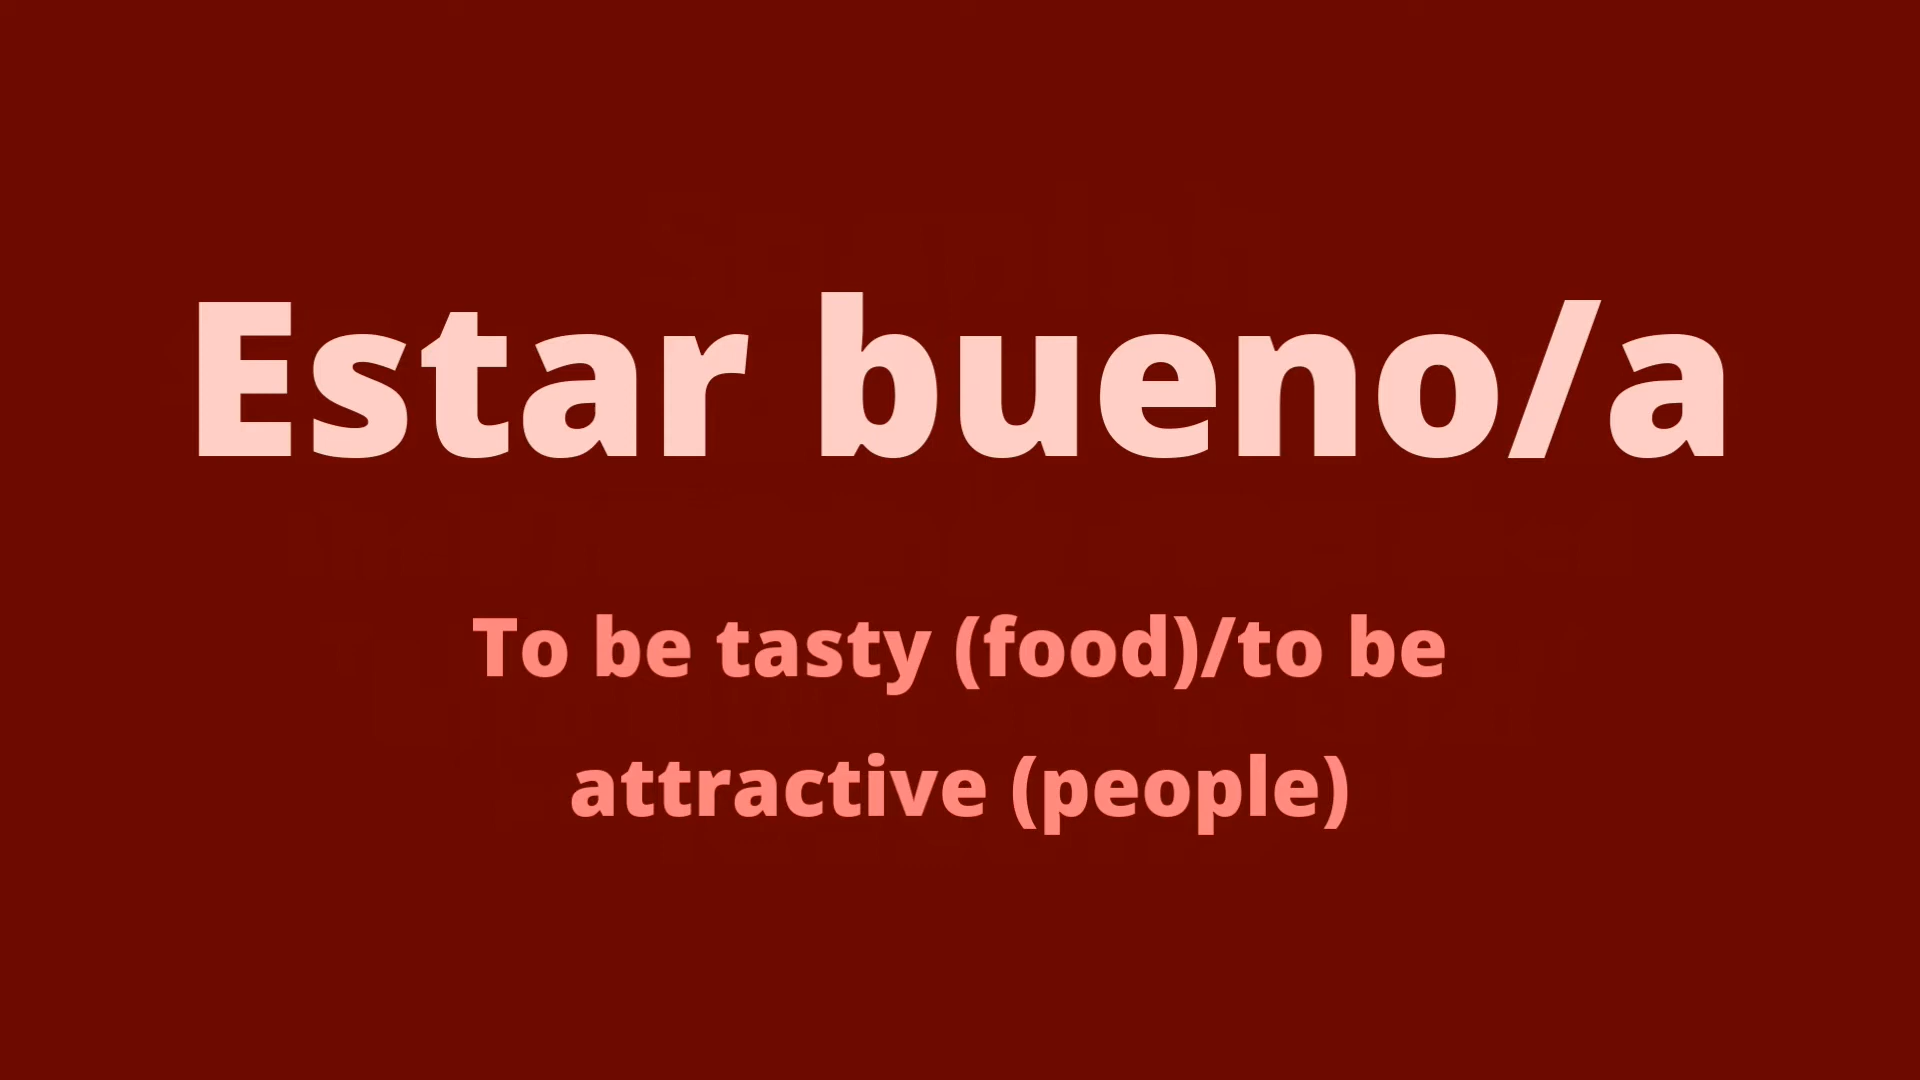 Estar bueno/a
To be tasty (food)/to be
attractive (people)